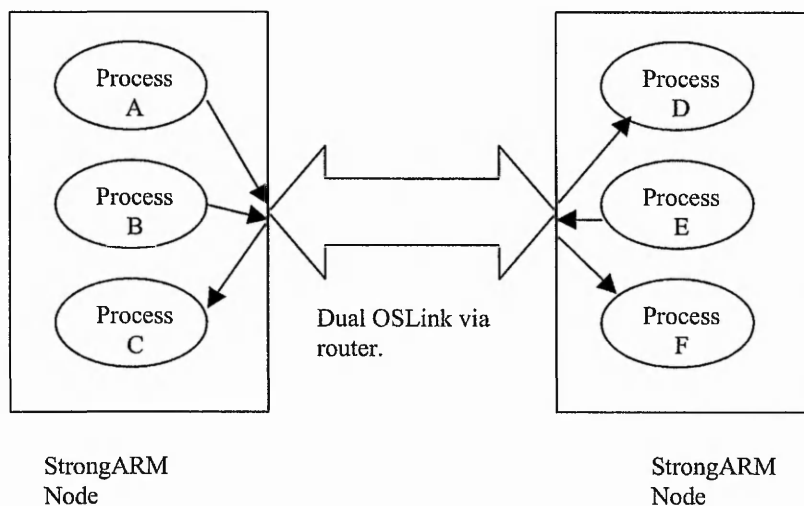 Process
A
Process
B
Process
C
Process
D
Process
E
Process
F
Dual OSLink via
router.
StrongARM
Node
StrongARM
Node